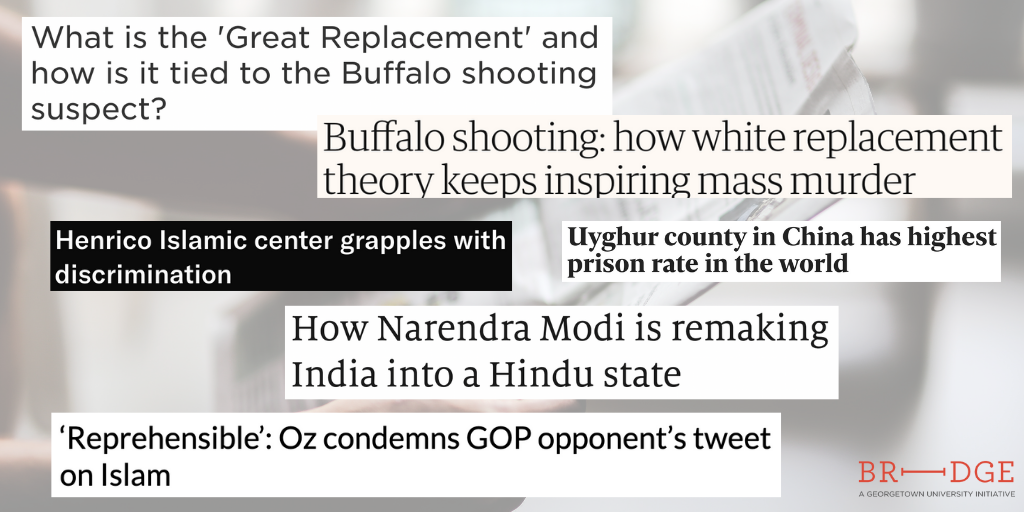 What is the 'Great Replacement' and
how is it tied to the Buffalo shooting
suspect?
Buffalo shooting: how white replacement
theory keeps inspiring mass murder
Henrico Islamic center grapples with
discrimination
Uyghur county in China has highest
prison rate in the world
How Narendra Modi is remaking
India into a Hindu state
‘Reprehensible’: Oz condemns GOP opponent’s tweet
on Islam
BRIDGE
A GEORGETOWN UNIVERSITY INITIATIVE